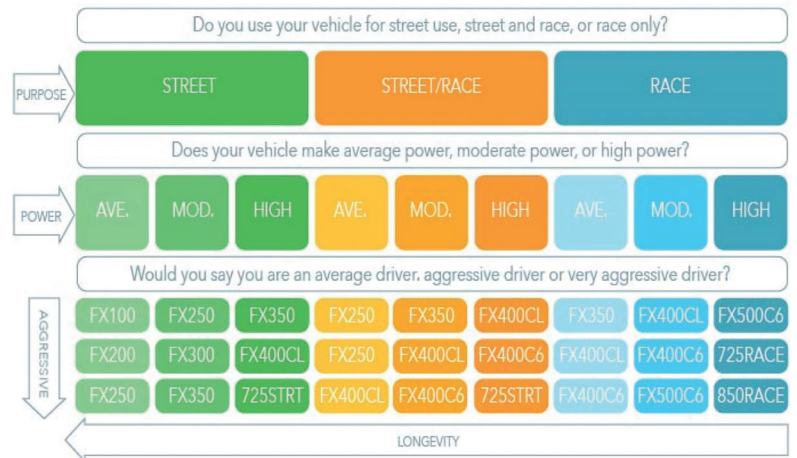 Do you use your vehicle for street use, street and race, or race only?
PURPOSE STREET STREET/RACE RACE
Does your vehicle make average power, moderate power, or high power?
POWER AVE. MOD. HIGH AVE. MOD. HIGH AVE. MOD. HIGH
Would you say you are an average driver. aggressive driver or very aggressive driver?
AGGRESSIVE
FX100 FX250 FX350 FX250 FX350 FX400CL FX350 FX400CL FX500C6
FX200 FX300 FX400CL FX250 FX400CL FX400C6 FX400CL FX400C6 725RACE
FX250 FX350 725STRT FX400CL FX400C6 725STRT FX400C6 FX500C6 850RACE
LONGEVITY